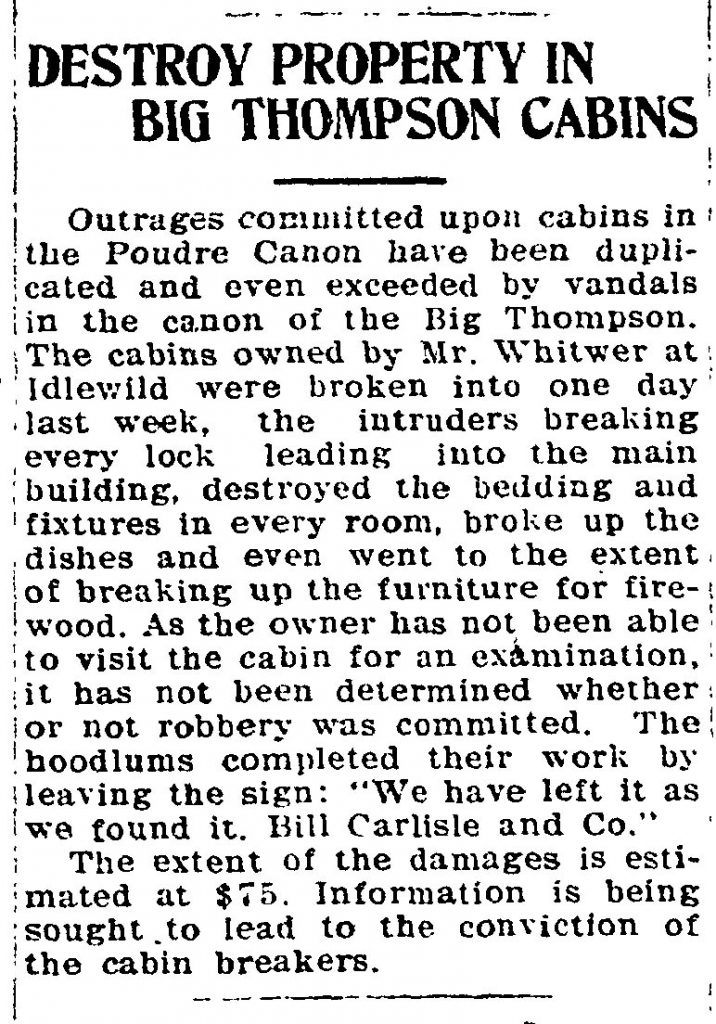 DESTROY PROPERTY IN
BIG THOMPSON CABINS
Outrages committed upon cabins in
the Poudre Canon have been dupli-
cated and even exceeded by vandals
in the canon of the Big Thompson.
The cabins owned by Mr. Whitwer at
Idlewild were broken into one day
last week, the intruders breaking
every lock leading into the main
building, destroyed the bedding and
fixtures in every room, broke up the
dishes and even went to the extent
of breaking up the furniture for fire-
wood. As the owner has not been able
to visit the cabin for an examination,
it has not been determined whether
or not robbery was committed. The
hoodlums completed their work by
leaving the sign: "We have left it as
we found it. Bill Carlisle and Co."
The extent of the damages is esti-
mated at $75. Information is being
sought to lead to the conviction of
the cabin breakers.